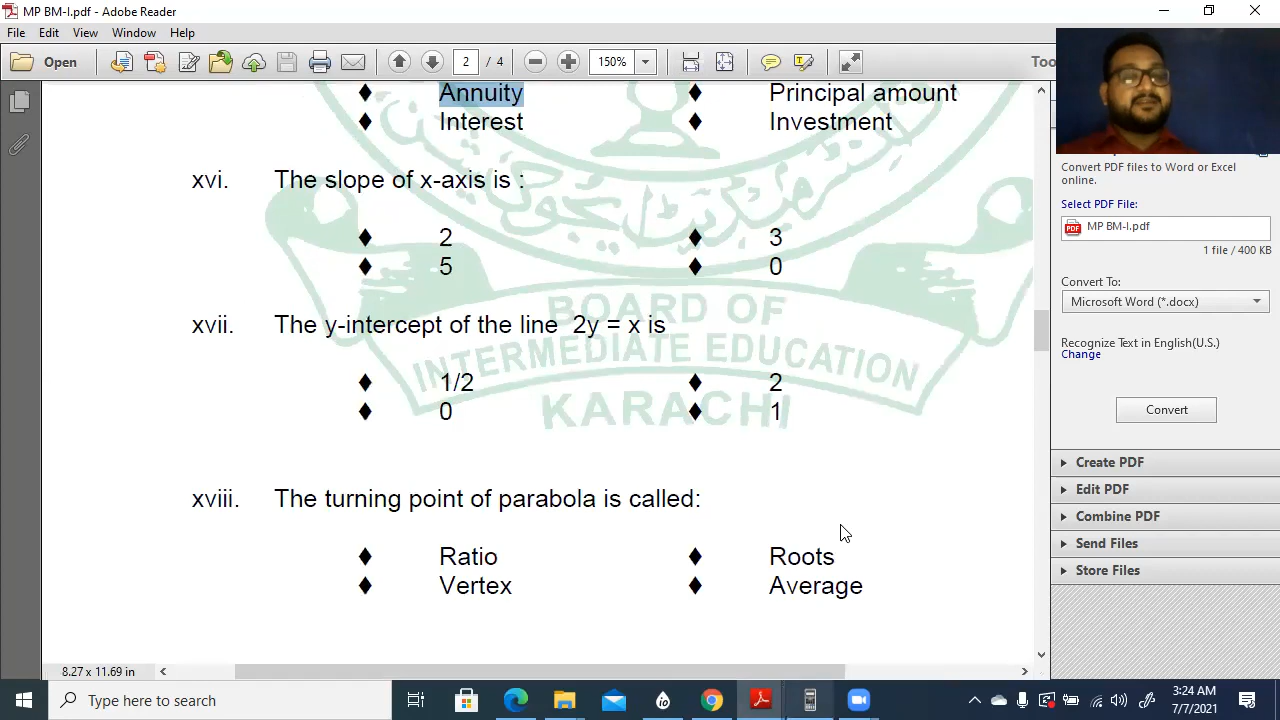 MP BM-I.pdf - Adobe Reader
File Edit View Window Help
Open 2 / 4 150% Too
Annuity Principal amount
Interest Investment
xvi. The slope of x-axis is :
2 3
5 0
xvii. The y-intercept of the line 2y = x is
1/2 2
0 1
xviii. The turning point of parabola is called:
Ratio Roots
Vertex Average
BOARD OF
INTERMEDIATE EDUCATION
KARACHI
8.27 x 11.69 in
Convert PDF files to Word or Excel
online.
Select PDF File:
MP BM-I.pdf
1 file / 400 KB
Convert To:
Microsoft Word (*.docx)
Recognize Text in English(U.S.)
Change
Convert
Create PDF
Edit PDF
Combine PDF
Send Files
Store Files
Type here to search
3:24 AM
7/7/2021